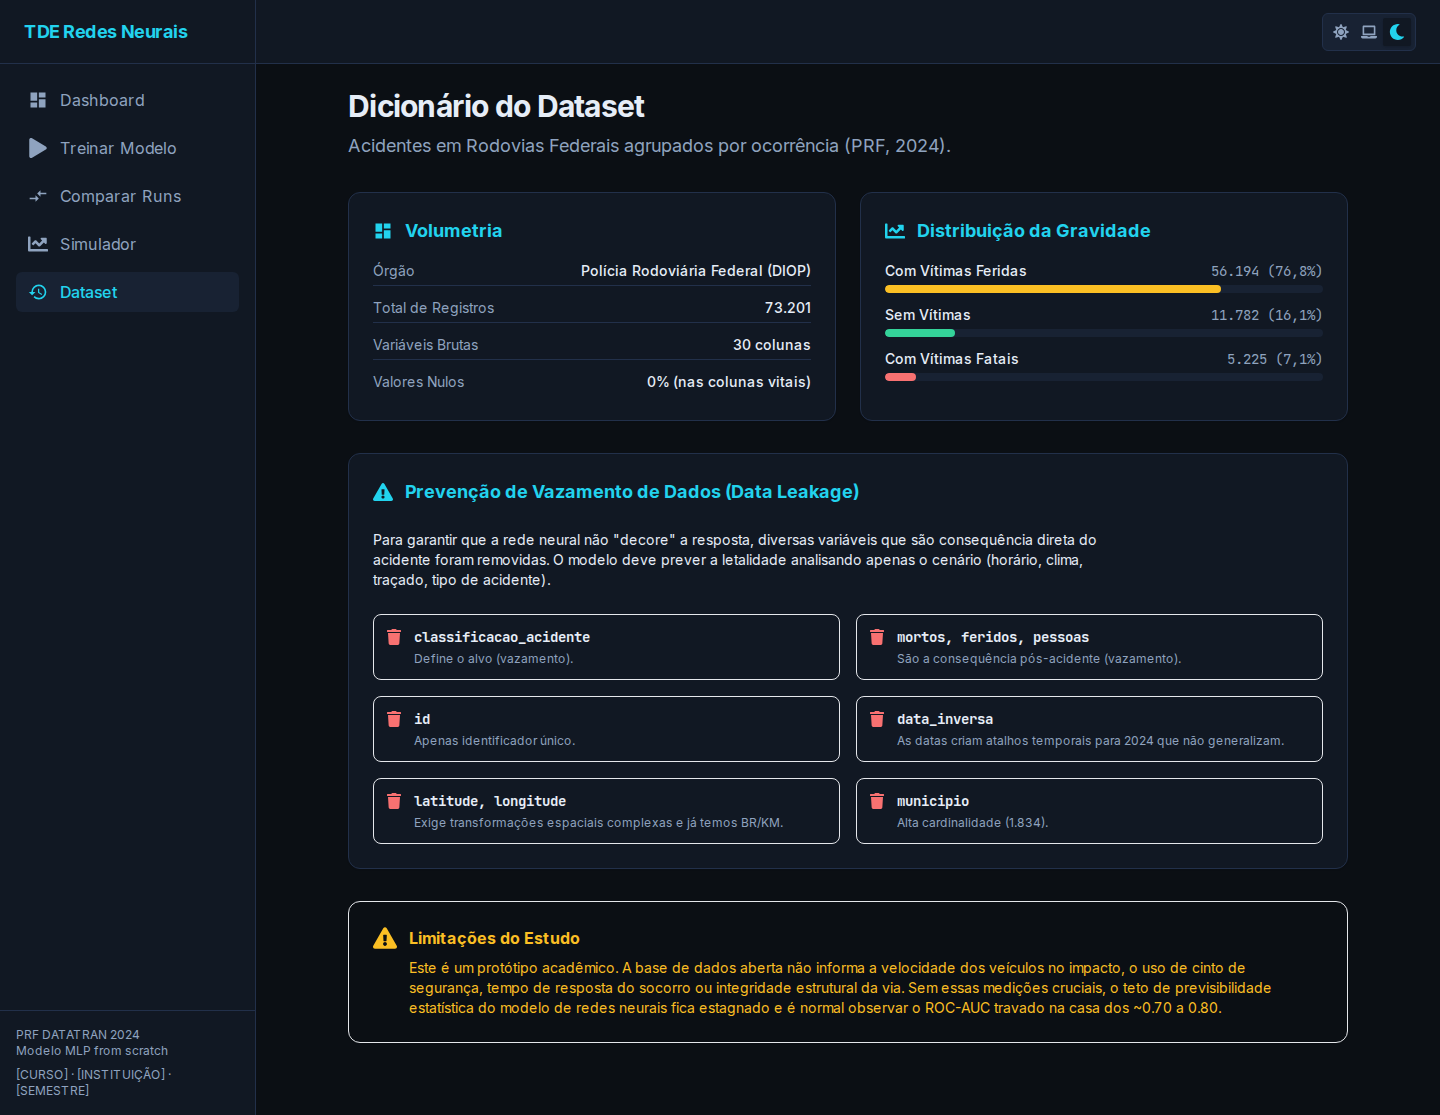 TDE Redes Neurais
Dashboard
Treinar Modelo
Comparar Runs
Simulador
Dataset
PRF DATATRAN 2024
Modelo MLP from scratch
[CURSO] · [INSTITUIÇÃO] ·
[SEMESTRE]
Dicionário do Dataset
Acidentes em Rodovias Federais agrupados por ocorrência (PRF, 2024).
Volumetria
Órgão Polícia Rodoviária Federal (DIOP)
Total de Registros 73.201
Variáveis Brutas 30 colunas
Valores Nulos 0% (nas colunas vitais)
Distribuição da Gravidade
Com Vítimas Feridas 56.194 (76,8%)
Sem Vítimas 11.782 (16,1%)
Com Vítimas Fatais 5.225 (7,1%)
Prevenção de Vazamento de Dados (Data Leakage)
Para garantir que a rede neural não "decore" a resposta, diversas variáveis que são consequência direta do
acidente foram removidas. O modelo deve prever a letalidade analisando apenas o cenário (horário, clima,
traçado, tipo de acidente).
classificacao_acidente
Define o alvo (vazamento).
mortos, feridos, pessoas
São a consequência pós-acidente (vazamento).
id
Apenas identificador único.
data_inversa
As datas criam atalhos temporais para 2024 que não generalizam.
latitude, longitude
Exige transformações espaciais complexas e já temos BR/KM.
municipio
Alta cardinalidade (1.834).
Limitações do Estudo
Este é um protótipo acadêmico. A base de dados aberta não informa a velocidade dos veículos no impacto, o uso de cinto de
segurança, tempo de resposta do socorro ou integridade estrutural da via. Sem essas medições cruciais, o teto de previsibilidade
estatística do modelo de redes neurais fica estagnado e é normal observar o ROC-AUC travado na casa dos ~0.70 a 0.80.